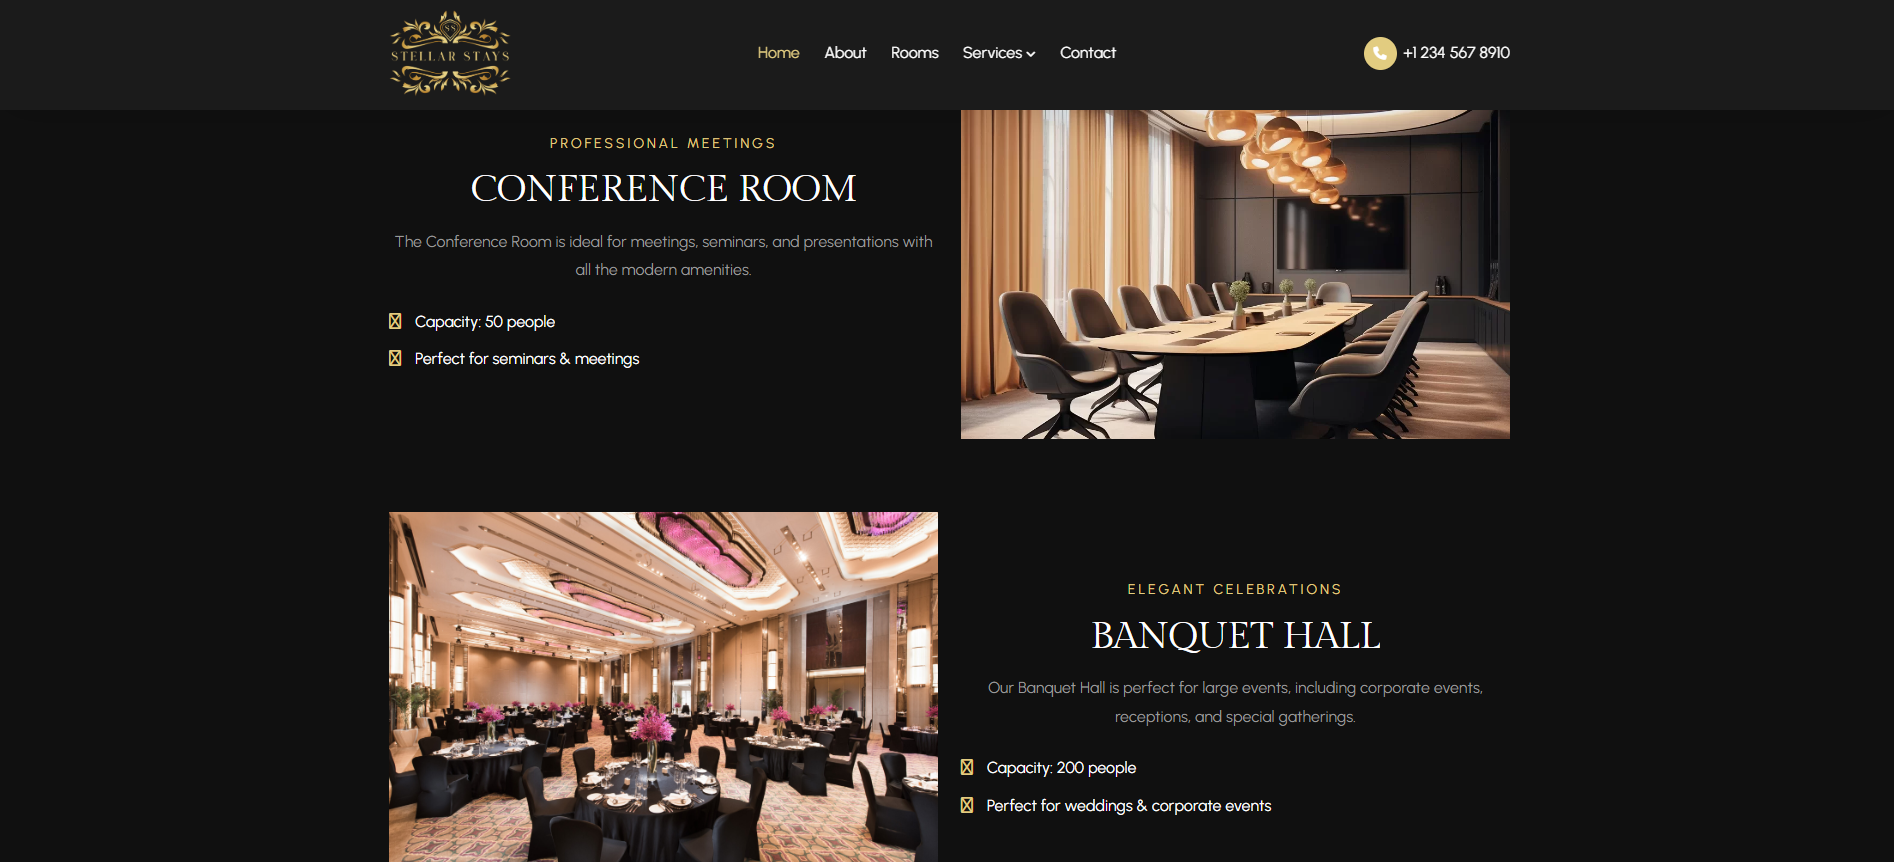 SS
STELLAR STAYS
Home About Rooms Services Contact
+1 234 567 8910
PROFESSIONAL MEETINGS
CONFERENCE ROOM
The Conference Room is ideal for meetings, seminars, and presentations with
all the modern amenities.
Capacity: 50 people
Perfect for seminars & meetings
ELEGANT CELEBRATIONS
BANQUET HALL
Our Banquet Hall is perfect for large events, including corporate events,
receptions, and special gatherings.
Capacity: 200 people
Perfect for weddings & corporate events